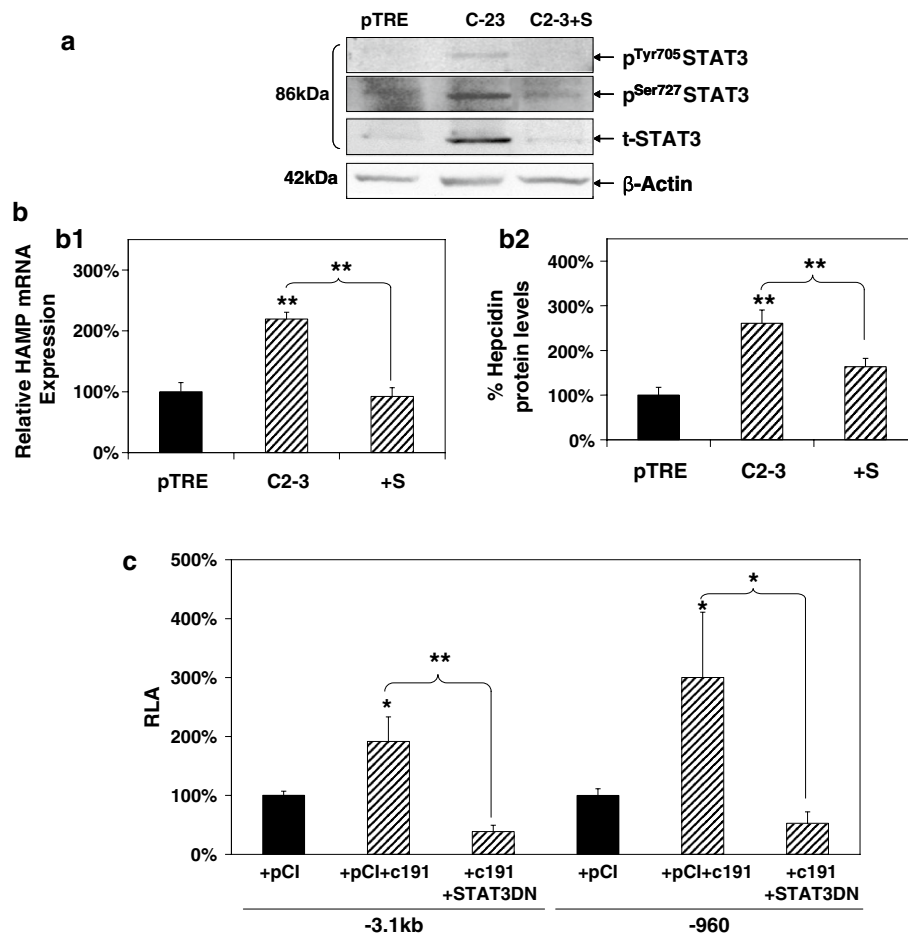 a
pTRE C-23 C2-3+S
86kDa
pTyr705STAT3
pSer727STAT3
t-STAT3
42kDa
β-Actin
b
b1
Relative HAMP mRNA
Expression
300%
200%
100%
0%
**
**
pTRE C2-3 +S
b2
% Hepcidin
protein levels
400%
300%
200%
100%
0%
**
**
pTRE C2-3 +S
c
RLA
500%
400%
300%
200%
100%
0%
*
**
*
*
+pCI +pCI+c191 +c191 +pCI +pCI+c191 +c191
+STAT3DN +STAT3DN
-3.1kb -960